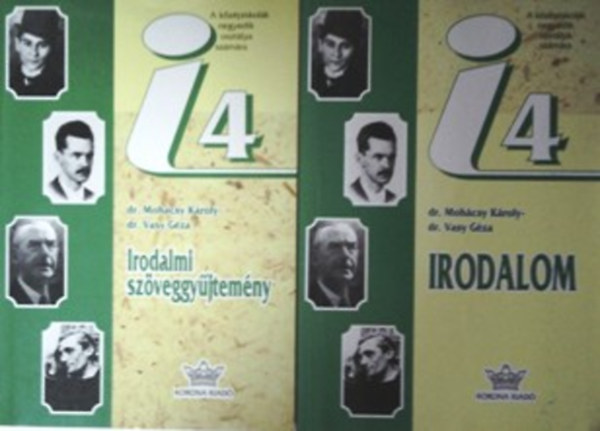 A középiskolák
negyedik
osztálya
számára
i4
dr. Mohácsy Károly-
dr. Vasy Géza
Irodalmi
szöveggyűjtemény
KORONA KIADÓ
A középiskolák
negyedik
osztálya
számára
i4
dr. Mohácsy Károly-
dr. Vasy Géza
IRODALOM
KORONA KIADÓ